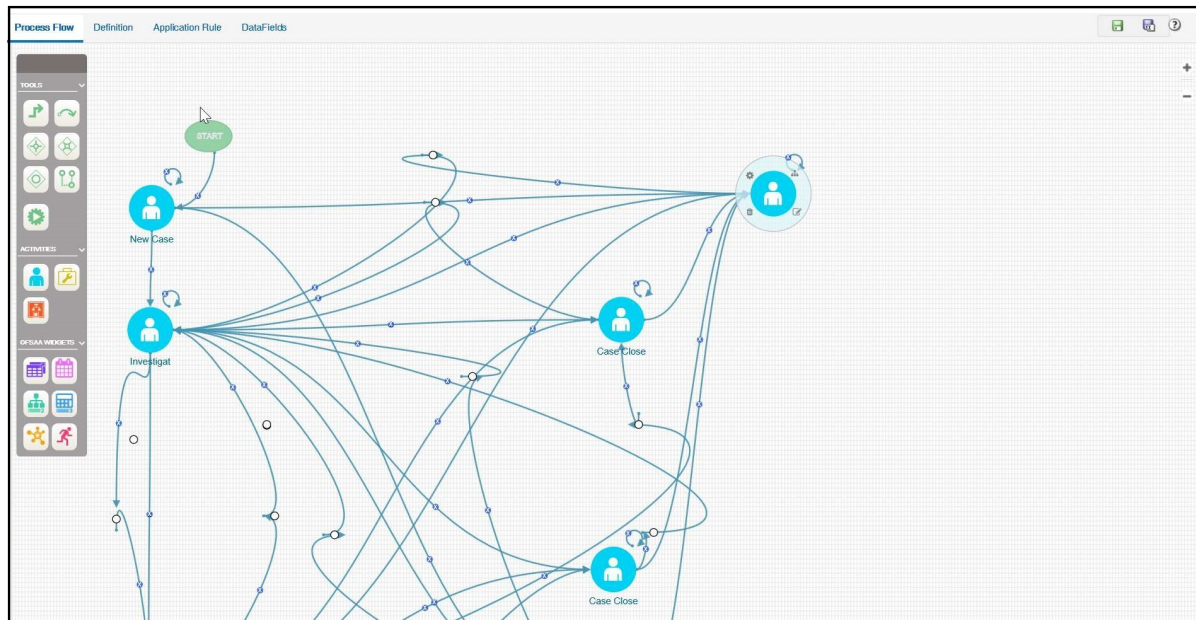 Process Flow
Definition
Application Rule
DataFields
TOOLS
START
New Case
ACTIVITIES
Investigat
Case Close
OFSAA WIDGETS
Case Close